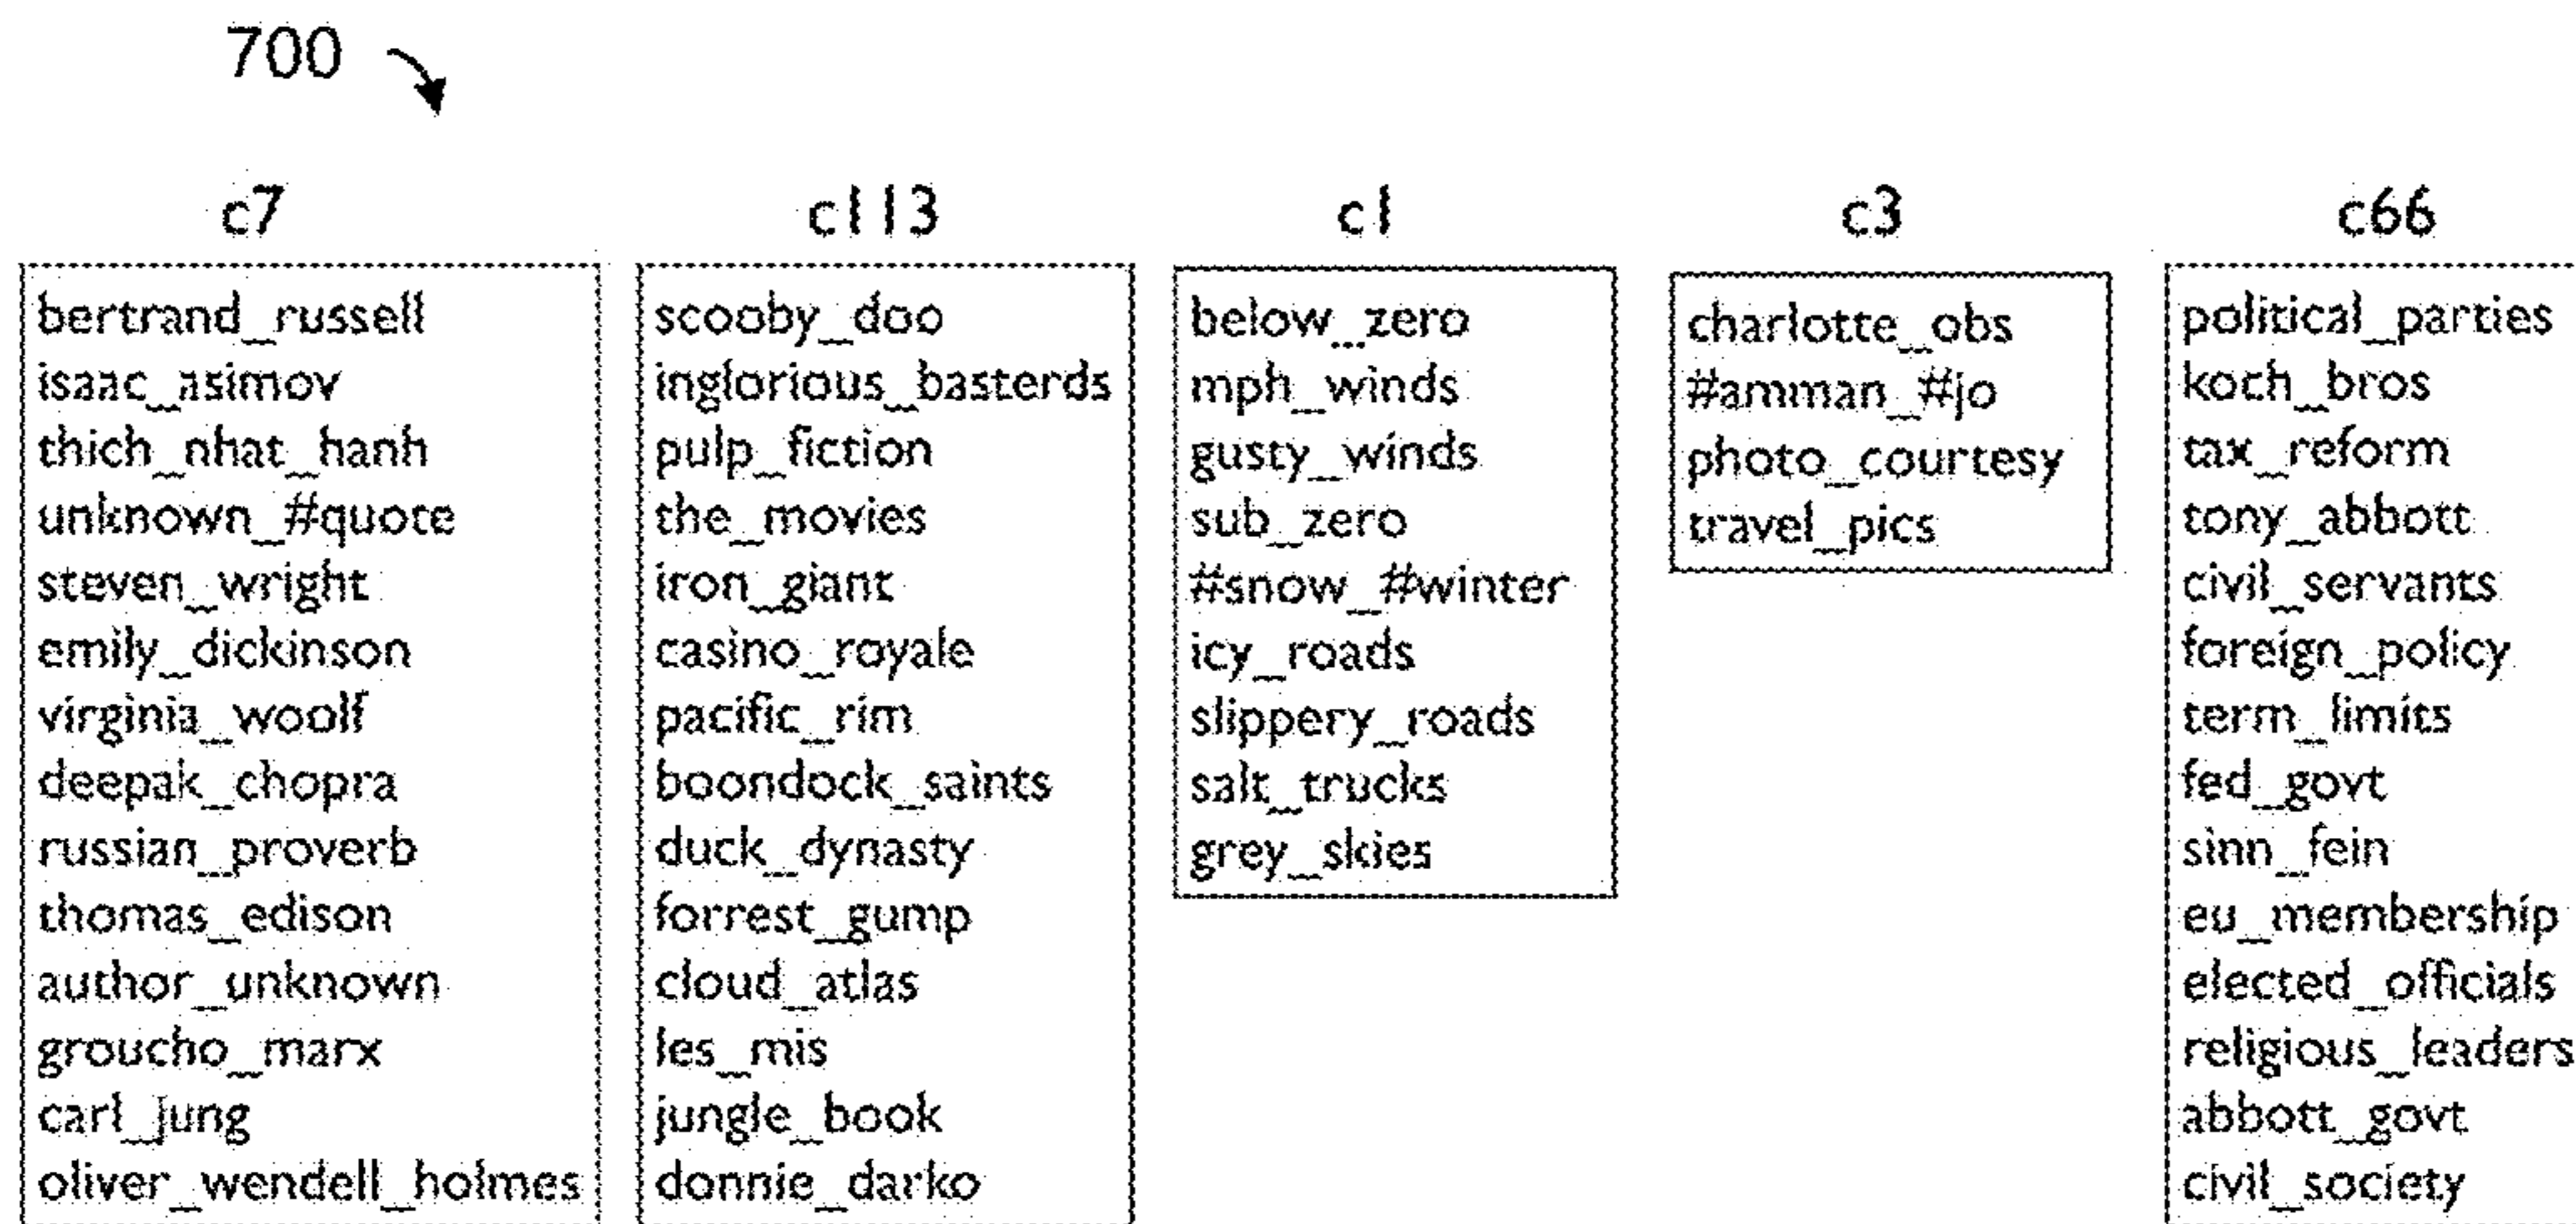 700
c7
bertrand_russell
isaac_asimov
thich_nhat_hanh
unknown_#quote
steven_wright
emily_dickinson
virginia_woolf
deepak_chopra
russian_proverb
thomas_edison
author_unknown
groucho_marx
carl_jung
oliver_wendell_holmes
c113
scooby_doo
inglorious_basterds
pulp_fiction
the_movies
iron_giant
casino_royale
pacific_rim
boondock_saints
duck_dynasty
forrest_gump
cloud_atlas
les_mis
jungle_book
donnie_darko
c1
below_zero
mph_winds
gusty_winds
sub_zero
#snow_#winter
icy_roads
slippery_roads
salt_trucks
grey_skies
c3
charlotte_obs
#amman_#jo
photo_courtesy
travel_pics
c66
political_parties
koch_bros
tax_reform
tony_abbott
civil_servants
foreign_policy
term_limits
fed_govt
sinn_fein
eu_membership
elected_officials
religious_leaders
abbott_govt
civil_society